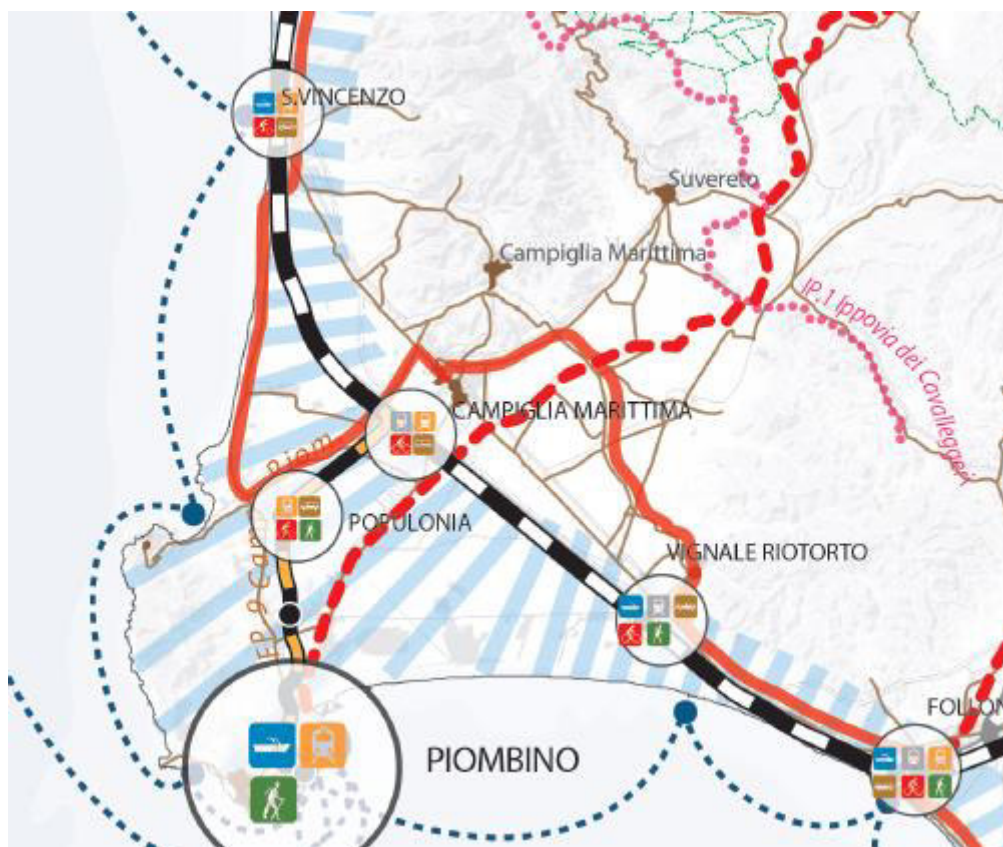 S.VINCENZO
Suvereto
Campiglia Marittima
IP.1 Ippovia dei Cavalleggeri
CAMPIGLIA MARITTIMA
POPULONIA
VIGNALE RIOTORTO
FOLLON
PIOMBINO